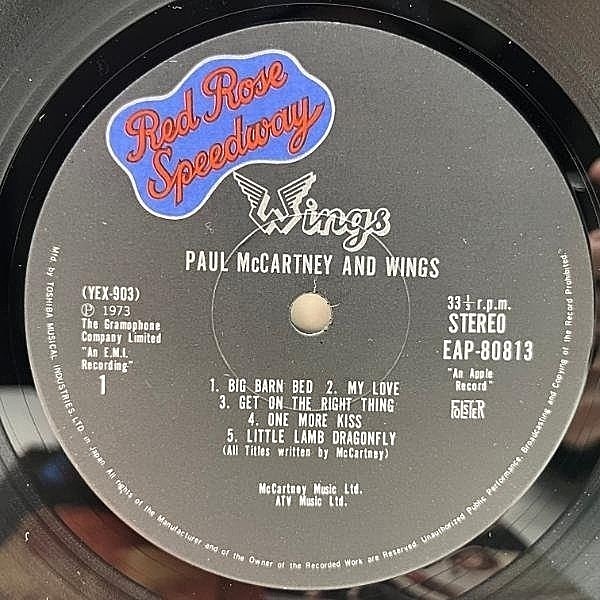 Red Rose
Speedway
Wings
PAUL McCARTNEY AND WINGS
(YEX-903)
Ⓟ 1973
The Gramophone
Company Limited
"An E.M.I.
Recording"
1
33 1/3 r.p.m.
STEREO
EAP-80813
"An Apple
Record"
FOLSTER
1. BIG BARN BED 2. MY LOVE
3. GET ON THE RIGHT THING
4. ONE MORE KISS
5. LITTLE LAMB DRAGONFLY
(All Titles written by McCartney)
McCartney Music Ltd.
ATV Music Ltd.
Mfd. by TOSHIBA MUSICAL INDUSTRIES LTD. in Japan. All rights of the Manufacturer and of the Owner of the Recorded Work are Reserved. Unauthorized Public Performance, Broadcasting and Copying of the Record Prohibited.